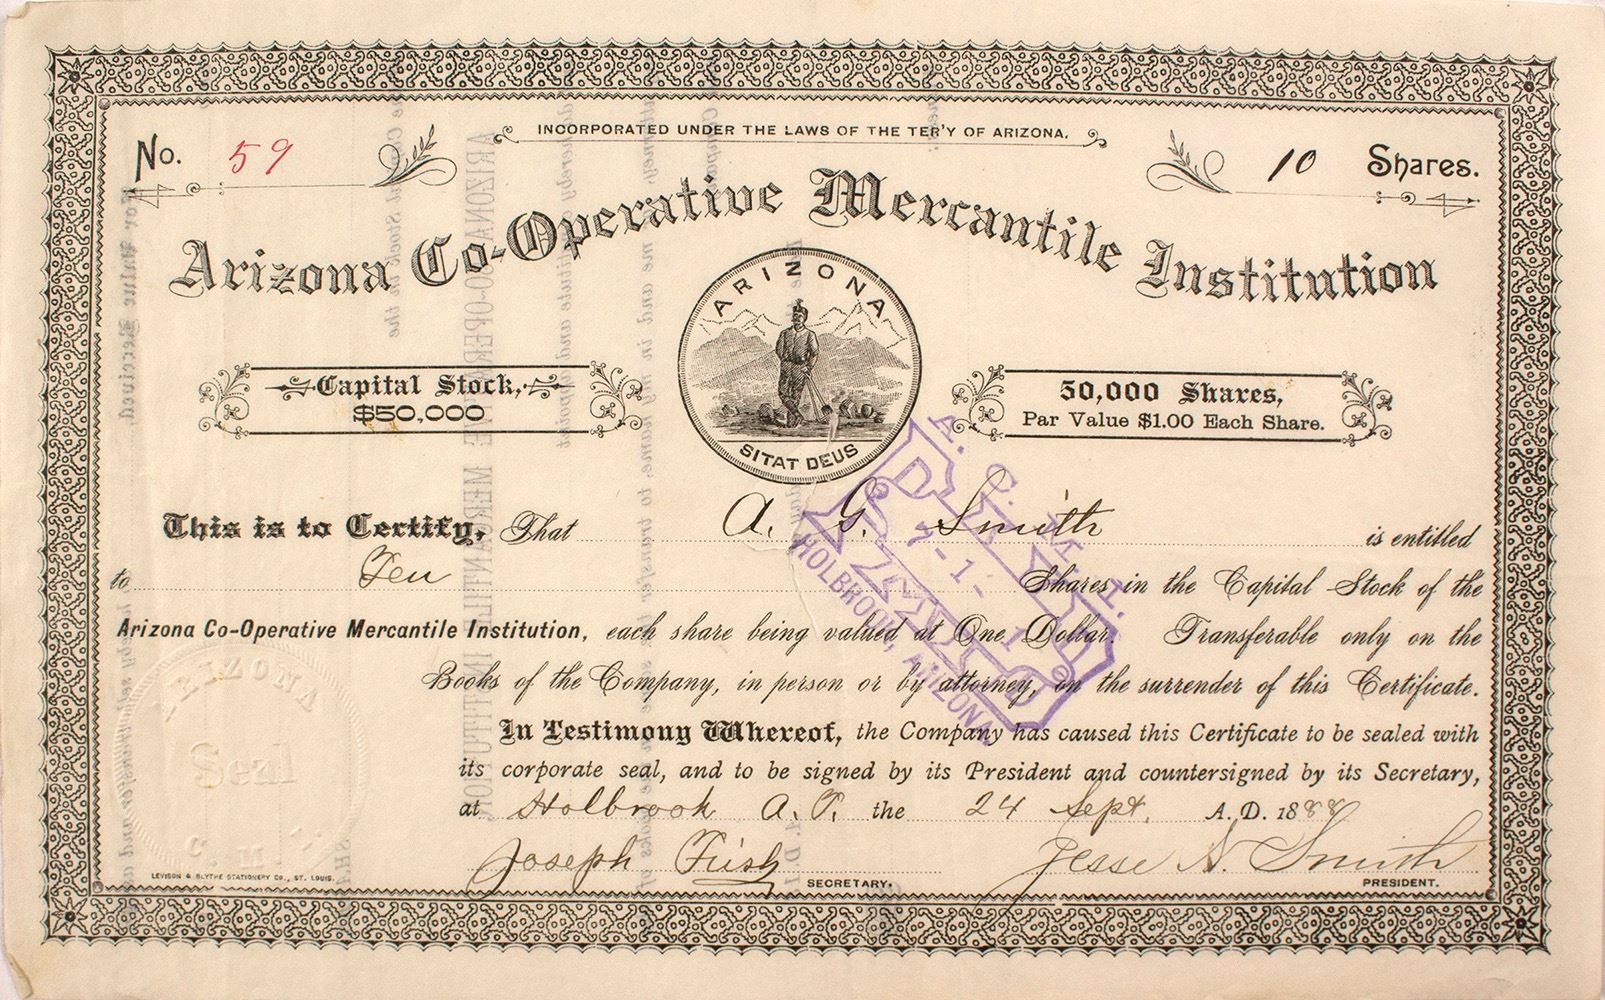 INCORPORATED UNDER THE LAWS OF THE TER'Y OF ARIZONA.
No. 59
10 Shares.
Arizona Co-Operative Mercantile Institution
ARIZONA
SITAT DEUS
Capital Stock,
$50,000
50,000 Shares,
Par Value $1.00 Each Share.
This is to Certify, That A. G. Smith is entitled
to Ten Shares in the Capital Stock of the
Arizona Co-Operative Mercantile Institution, each share being valued at One Dollar. Transferable only on the
Books of the Company, in person or by attorney, on the surrender of this Certificate.
In Testimony Whereof, the Company has caused this Certificate to be sealed with
its corporate seal, and to be signed by its President and countersigned by its Secretary,
at Holbrook A.T. the 24 Sept. A.D. 1888
Joseph Fish SECRETARY.
Jesse N. Smith PRESIDENT.
LEVISON & BLYTHE STATIONERY CO., ST. LOUIS.
A. C. M. I.
HOLBROOK, ARIZONA
ARIZONA
Seal
C. M. I.